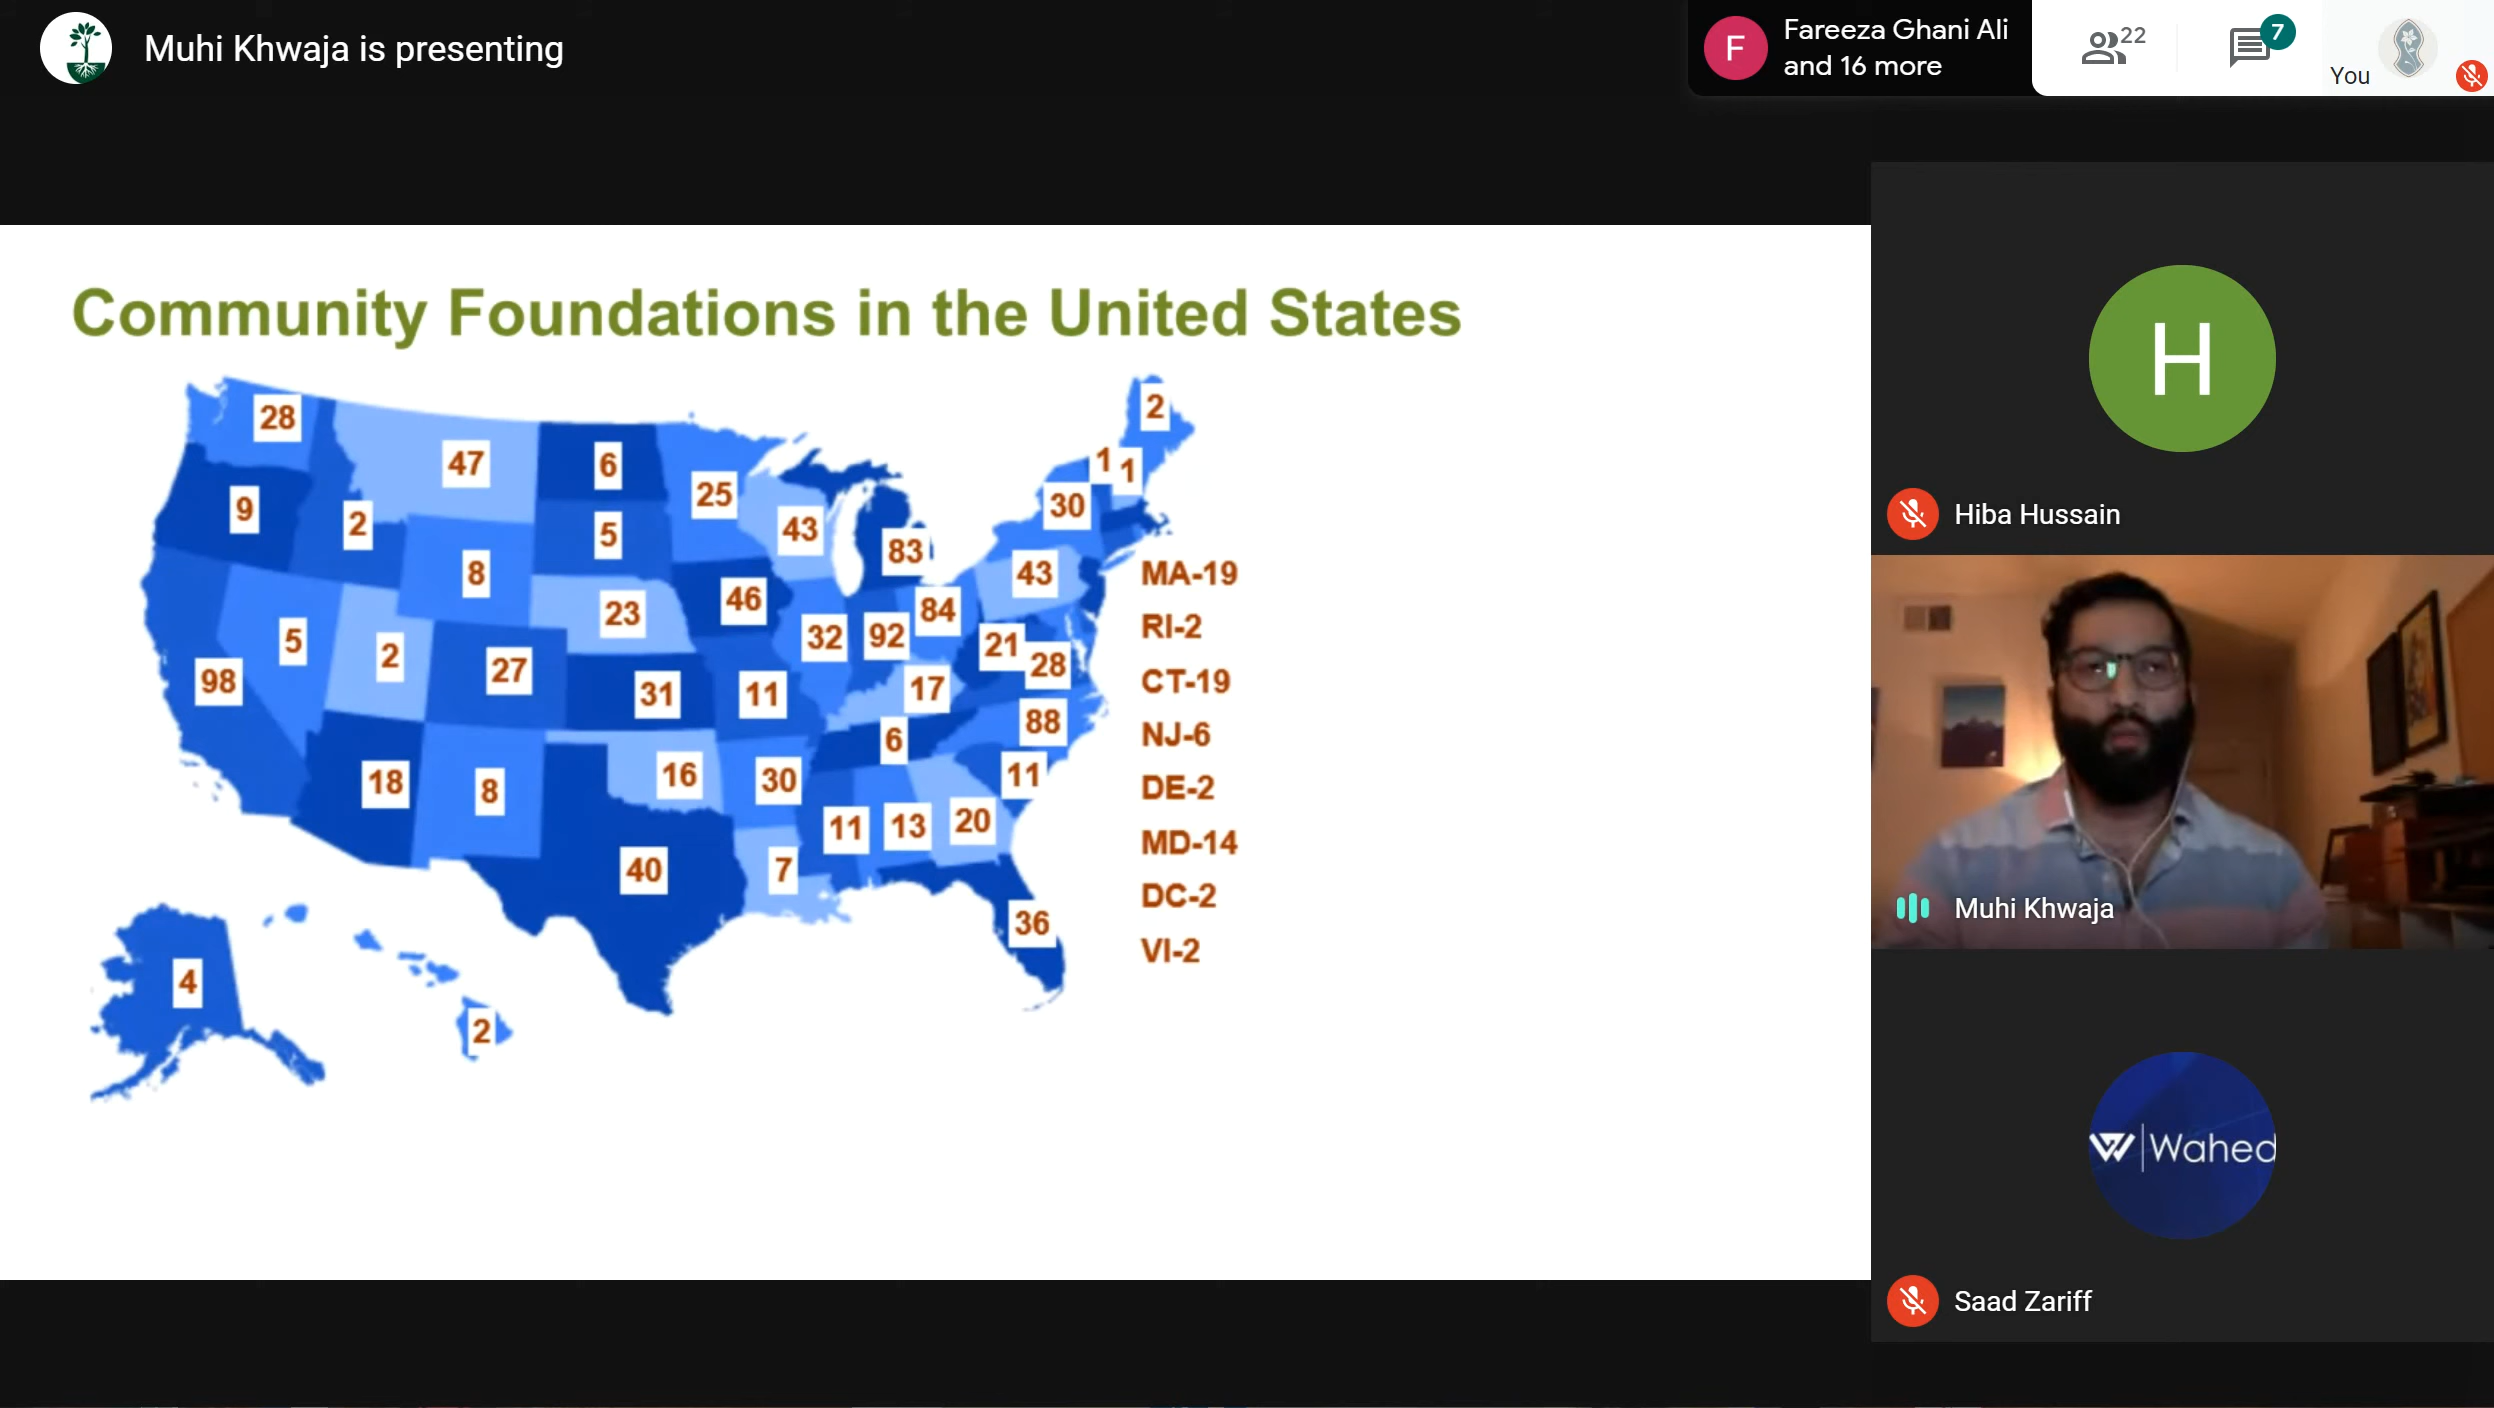 Muhi Khwaja is presenting
F
Fareeza Ghani Ali
and 16 more
22
7
You
Community Foundations in the United States
28
47
6
25
2
1
1
9
2
5
43
83
30
8
23
46
32
92
84
43
MA-19
5
2
27
31
11
17
21
28
RI-2
98
6
88
CT-19
18
8
16
30
11
NJ-6
40
7
11
13
20
DE-2
36
MD-14
4
2
DC-2
VI-2
H
Hiba Hussain
Muhi Khwaja
W Wahed
Saad Zariff